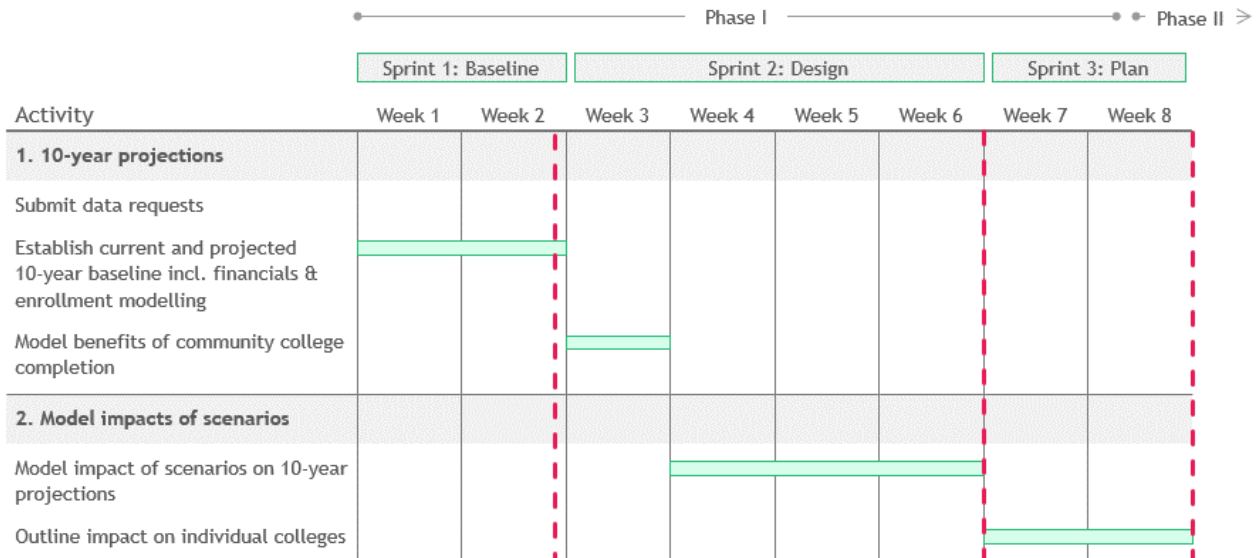 Phase I
Phase II
Sprint 1: Baseline
Sprint 2: Design
Sprint 3: Plan
Activity
Week 1
Week 2
Week 3
Week 4
Week 5
Week 6
Week 7
Week 8
1. 10-year projections
Submit data requests
Establish current and projected
10-year baseline incl. financials &
enrollment modelling
Model benefits of community college
completion
2. Model impacts of scenarios
Model impact of scenarios on 10-year
projections
Outline impact on individual colleges